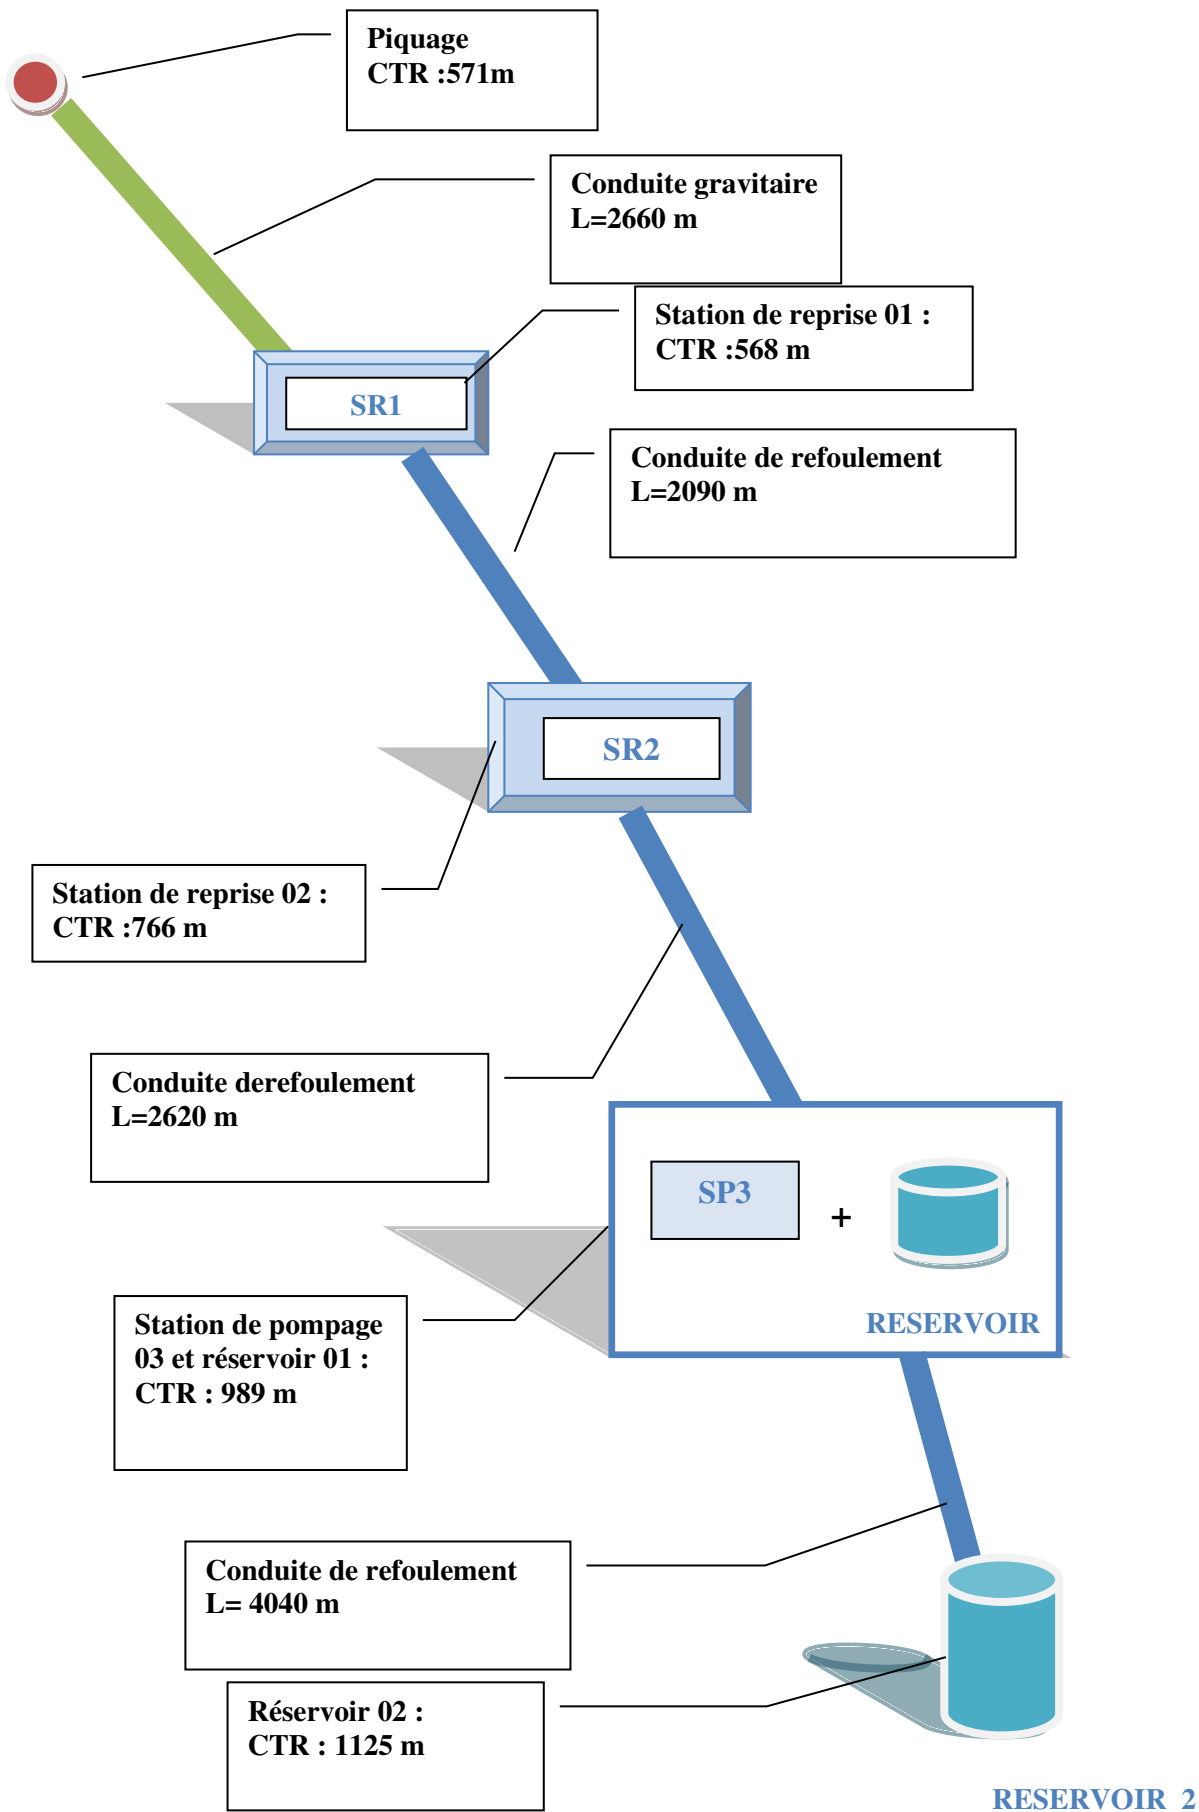 Piquage
CTR :571m
Conduite gravitaire
L=2660 m
Station de reprise 01 :
CTR :568 m
SR1
Conduite de refoulement
L=2090 m
SR2
Station de reprise 02 :
CTR :766 m
Conduite derefoulement
L=2620 m
SP3
+
RESERVOIR
Station de pompage
03 et réservoir 01 :
CTR : 989 m
Conduite de refoulement
L= 4040 m
Réservoir 02 :
CTR : 1125 m
RESERVOIR 2